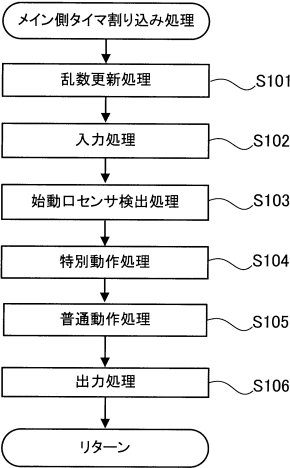 メイン側タイマ割り込み処理
乱数更新処理
S101
入力処理
S102
始動口センサ検出処理
S103
特別動作処理
S104
普通動作処理
S105
出力処理
S106
リターン